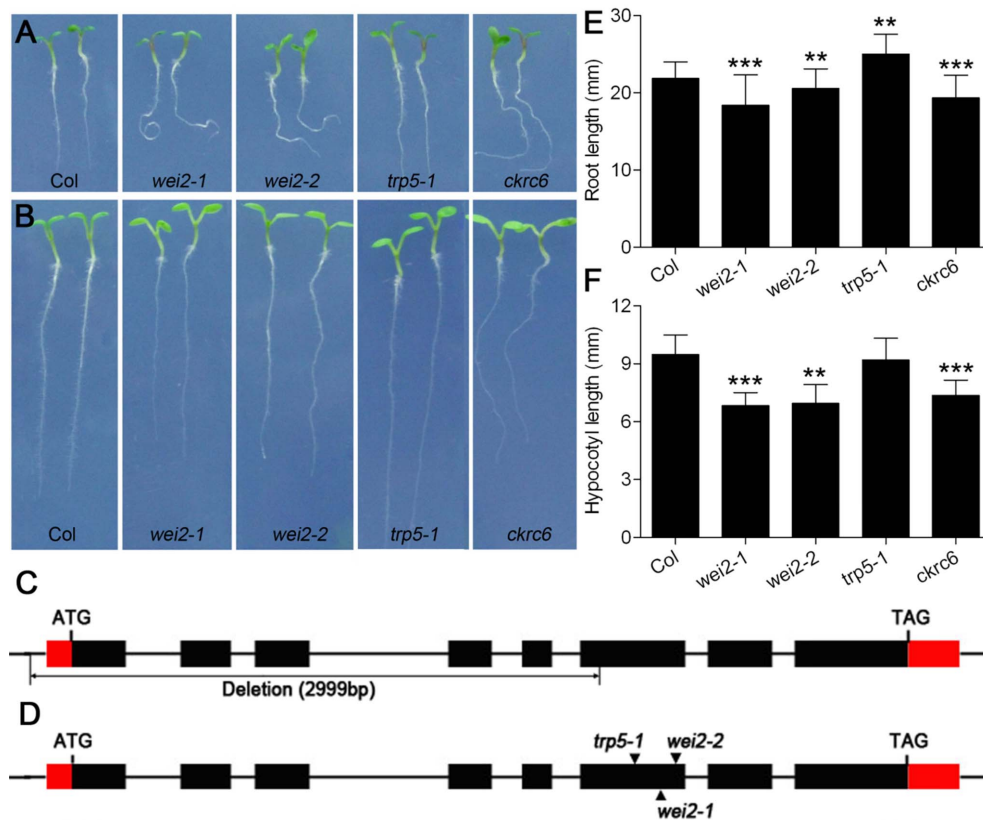 A
Col
wei2-1
wei2-2
trp5-1
ckrc6
B
Col
wei2-1
wei2-2
trp5-1
ckrc6
C
ATG
TAG
Deletion (2999bp)
D
ATG
trp5-1
wei2-2
TAG
wei2-1
E
Root length (mm)
30
20
10
0
***
**
**
***
Col
wei2-1
wei2-2
trp5-1
ckrc6
F
Hypocotyl length (mm)
12
9
6
3
0
***
**
***
Col
wei2-1
wei2-2
trp5-1
ckrc6